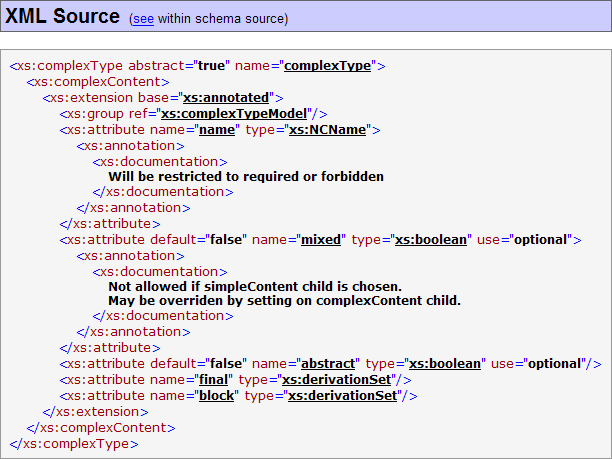 XML Source (see within schema source)
<xs:complexType abstract="true" name="complexType">
<xs:complexContent>
<xs:extension base="xs:annotated">
<xs:group ref="xs:complexTypeModel"/>
<xs:attribute name="name" type="xs:NCName">
<xs:annotation>
<xs:documentation>
Will be restricted to required or forbidden
</xs:documentation>
</xs:annotation>
</xs:attribute>
<xs:attribute default="false" name="mixed" type="xs:boolean" use="optional">
<xs:annotation>
<xs:documentation>
Not allowed if simpleContent child is chosen.
May be overriden by setting on complexContent child.
</xs:documentation>
</xs:annotation>
</xs:attribute>
<xs:attribute default="false" name="abstract" type="xs:boolean" use="optional"/>
<xs:attribute name="final" type="xs:derivationSet"/>
<xs:attribute name="block" type="xs:derivationSet"/>
</xs:extension>
</xs:complexContent>
</xs:complexType>